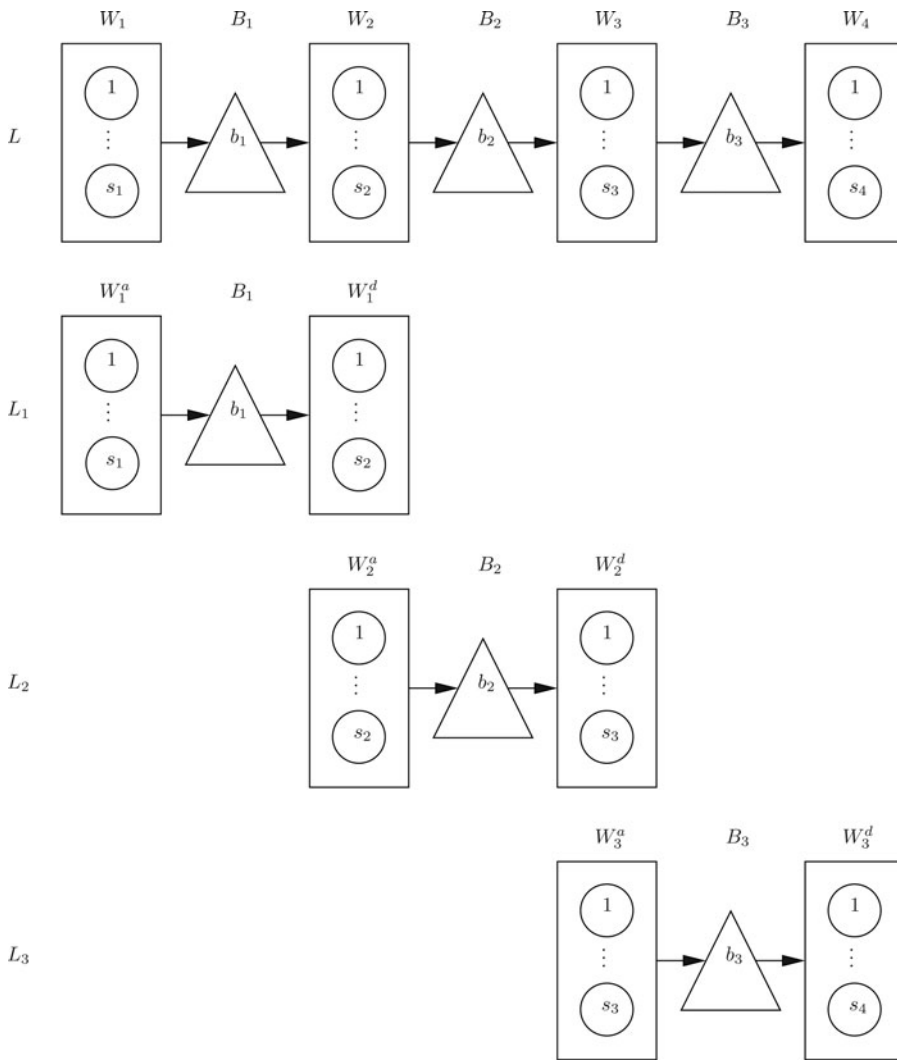 W₁ B₁ W₂ B₂ W₃ B₃ W₄
1 1 1 1
L ⋮ b₁ ⋮ b₂ ⋮ b₃ ⋮
s₁ s₂ s₃ s₄
W₁ᵃ B₁ W₁ᵈ
1 1
L₁ ⋮ b₁ ⋮
s₁ s₂
W₂ᵃ B₂ W₂ᵈ
1 1
L₂ ⋮ b₂ ⋮
s₂ s₃
W₃ᵃ B₃ W₃ᵈ
1 1
L₃ ⋮ b₃ ⋮
s₃ s₄